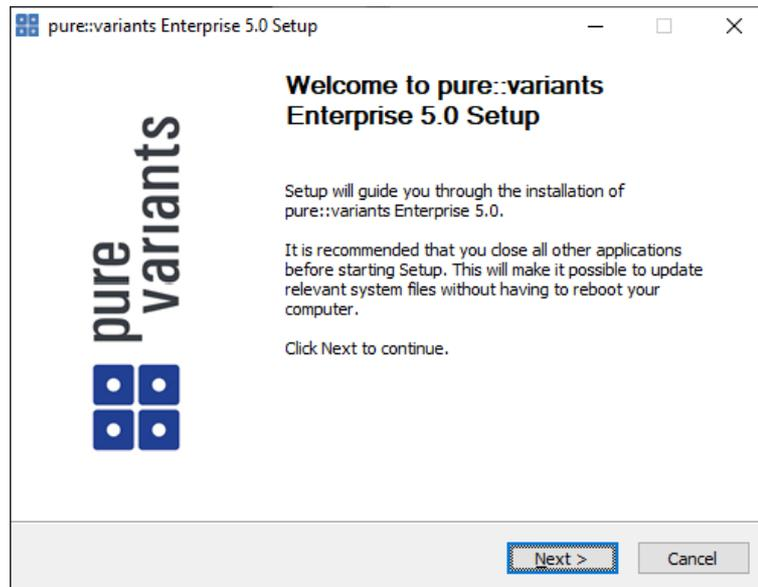 pure::variants Enterprise 5.0 Setup
Welcome to pure::variants
Enterprise 5.0 Setup
pure
variants
Setup will guide you through the installation of
pure::variants Enterprise 5.0.
It is recommended that you close all other applications
before starting Setup. This will make it possible to update
relevant system files without having to reboot your
computer.
Click Next to continue.
Next >
Cancel